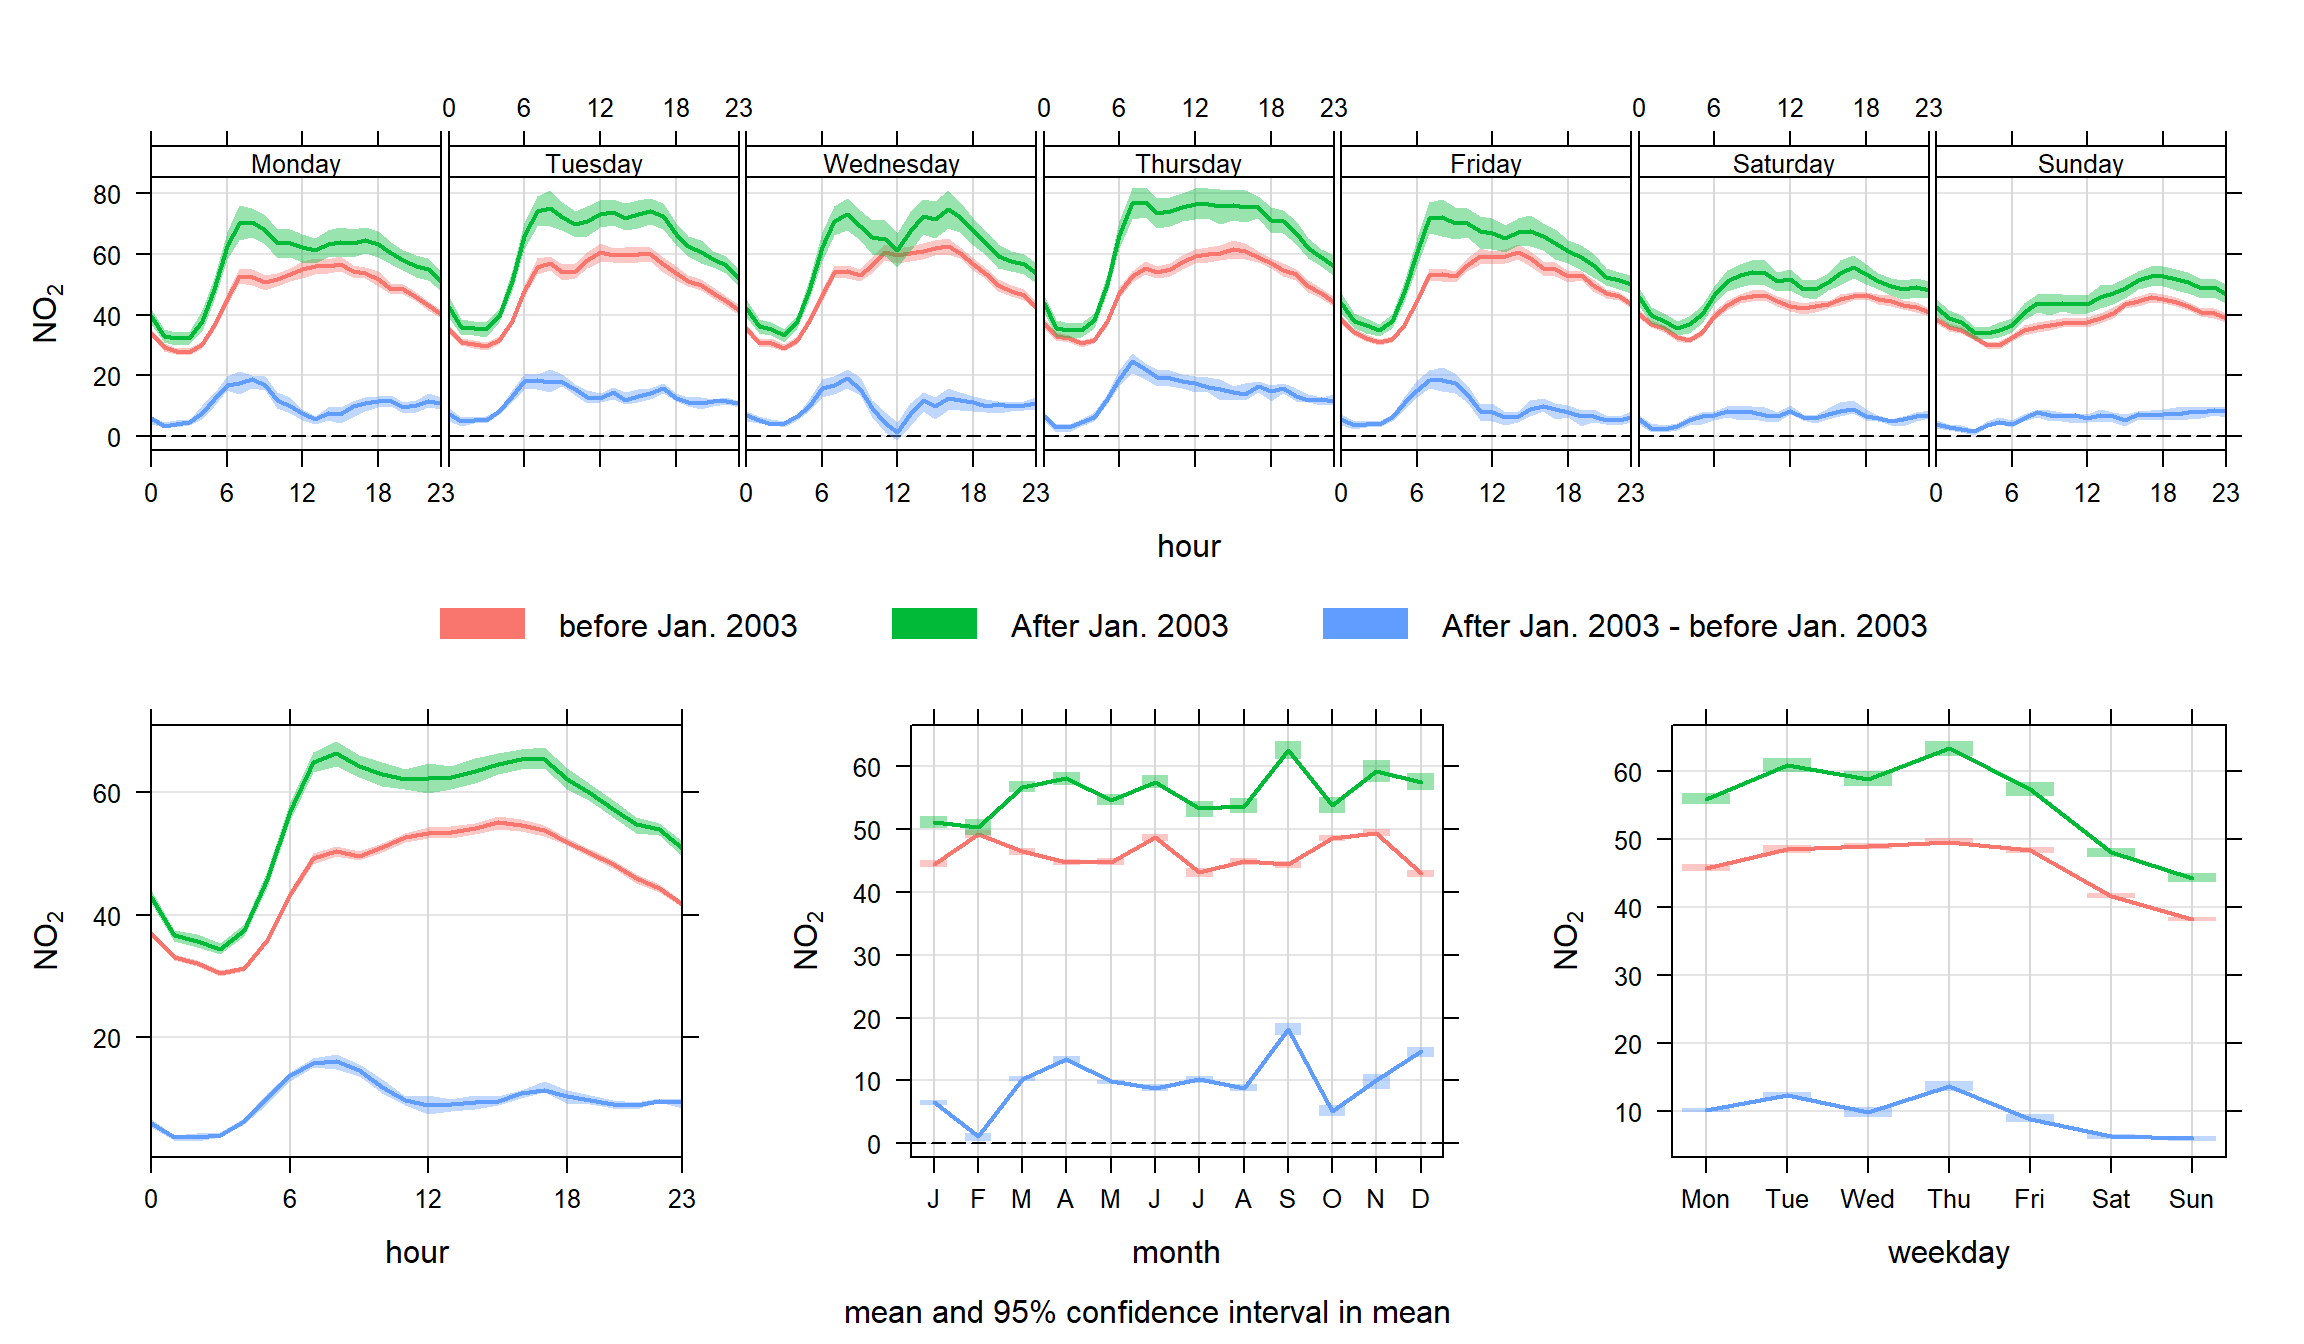 0 6 12 18 23 0 6 12 18 23 0 6 12 18 23
Monday Tuesday Wednesday Thursday Friday Saturday Sunday
80
60
40
20
0
NO2
0 6 12 18 23 0 6 12 18 23 0 6 12 18 23 0 6 12 18 23
hour
before Jan. 2003 After Jan. 2003 After Jan. 2003 - before Jan. 2003
60
40
20
NO2
0 6 12 18 23
hour
60
50
40
30
20
10
0
NO2
J F M A M J J A S O N D
month
60
50
40
30
20
10
NO2
Mon Tue Wed Thu Fri Sat Sun
weekday
mean and 95% confidence interval in mean